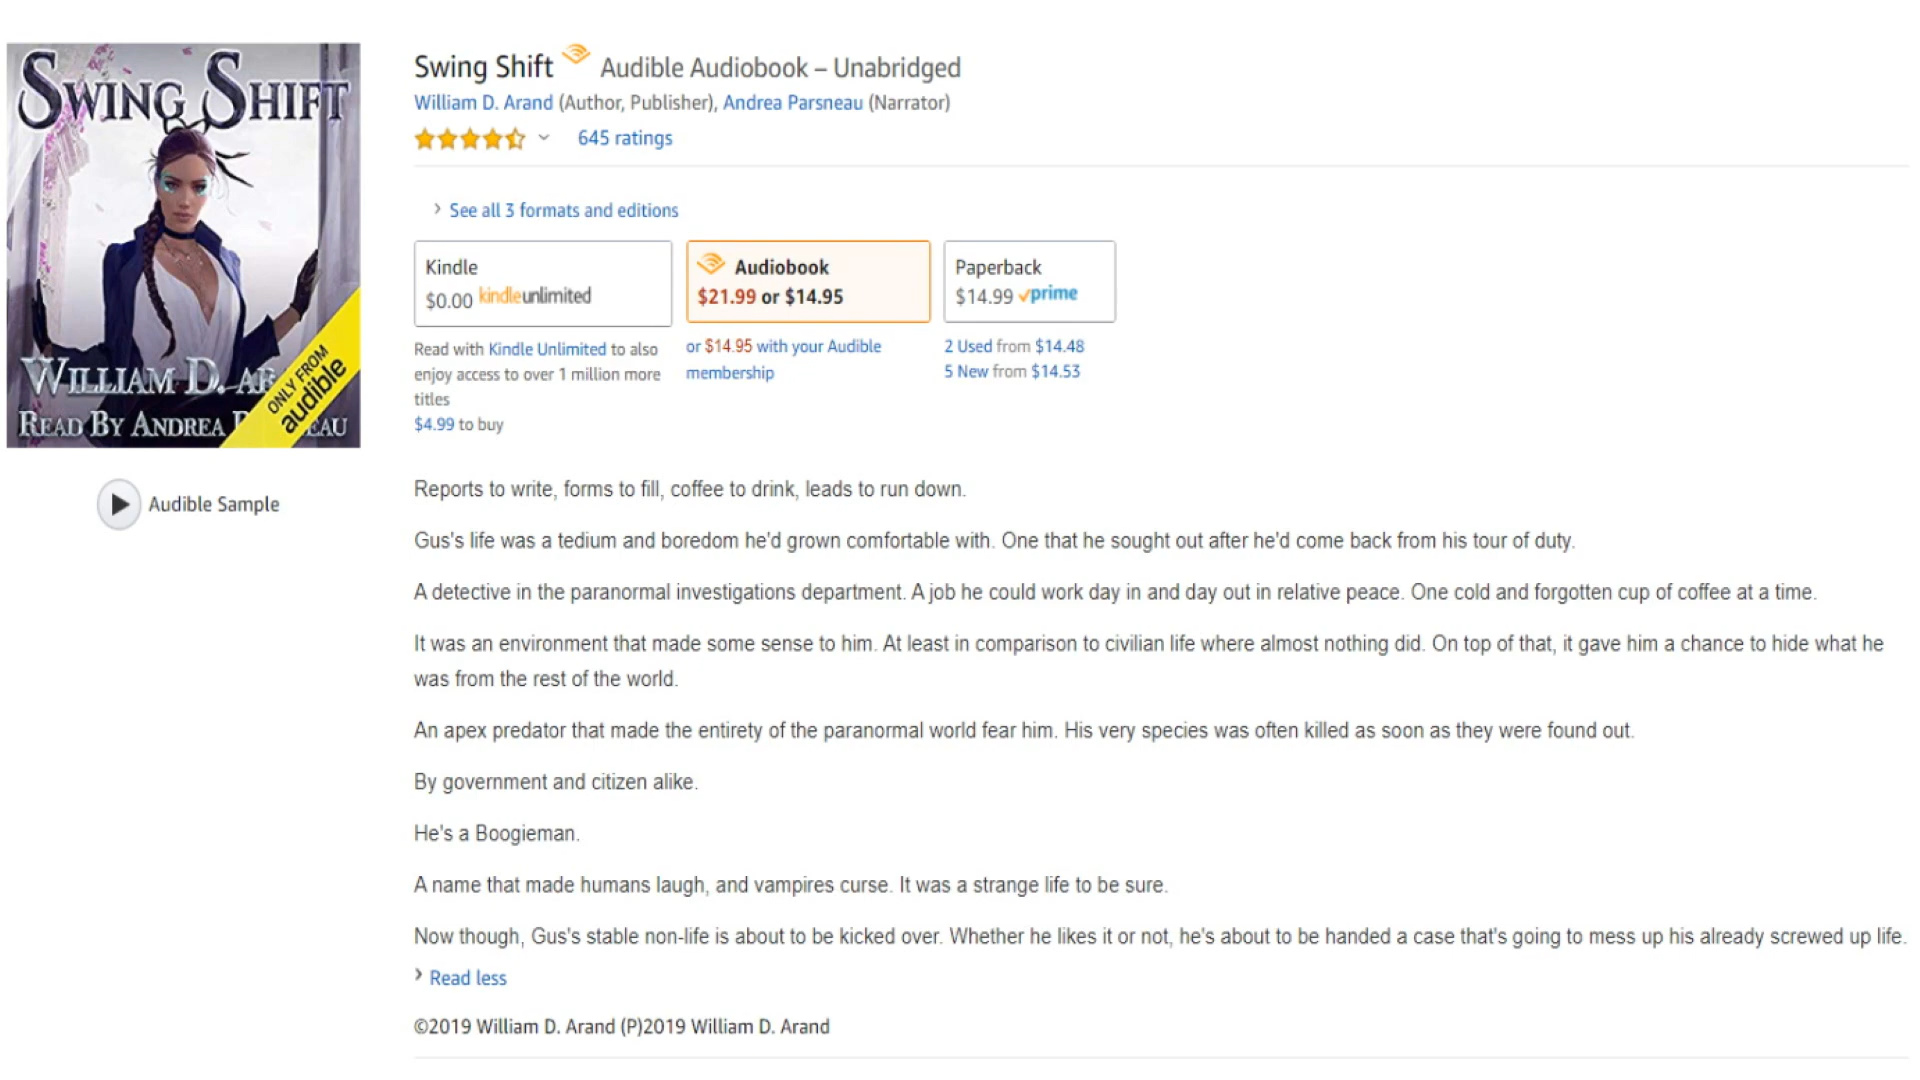 SWING SHIFT
WILLIAM D. AR
READ BY ANDREA P EAU
ONLY FROM
audible
Audible Sample
Swing Shift Audible Audiobook – Unabridged
William D. Arand (Author, Publisher), Andrea Parsneau (Narrator)
645 ratings
See all 3 formats and editions
Kindle
$0.00 kindleunlimited
Read with Kindle Unlimited to also
enjoy access to over 1 million more
titles
$4.99 to buy
Audiobook
$21.99 or $14.95
or $14.95 with your Audible
membership
Paperback
$14.99 prime
2 Used from $14.48
5 New from $14.53
Reports to write, forms to fill, coffee to drink, leads to run down.
Gus's life was a tedium and boredom he'd grown comfortable with. One that he sought out after he'd come back from his tour of duty.
A detective in the paranormal investigations department. A job he could work day in and day out in relative peace. One cold and forgotten cup of coffee at a time.
It was an environment that made some sense to him. At least in comparison to civilian life where almost nothing did. On top of that, it gave him a chance to hide what he
was from the rest of the world.
An apex predator that made the entirety of the paranormal world fear him. His very species was often killed as soon as they were found out.
By government and citizen alike.
He's a Boogieman.
A name that made humans laugh, and vampires curse. It was a strange life to be sure.
Now though, Gus's stable non-life is about to be kicked over. Whether he likes it or not, he's about to be handed a case that's going to mess up his already screwed up life.
Read less
©2019 William D. Arand (P)2019 William D. Arand